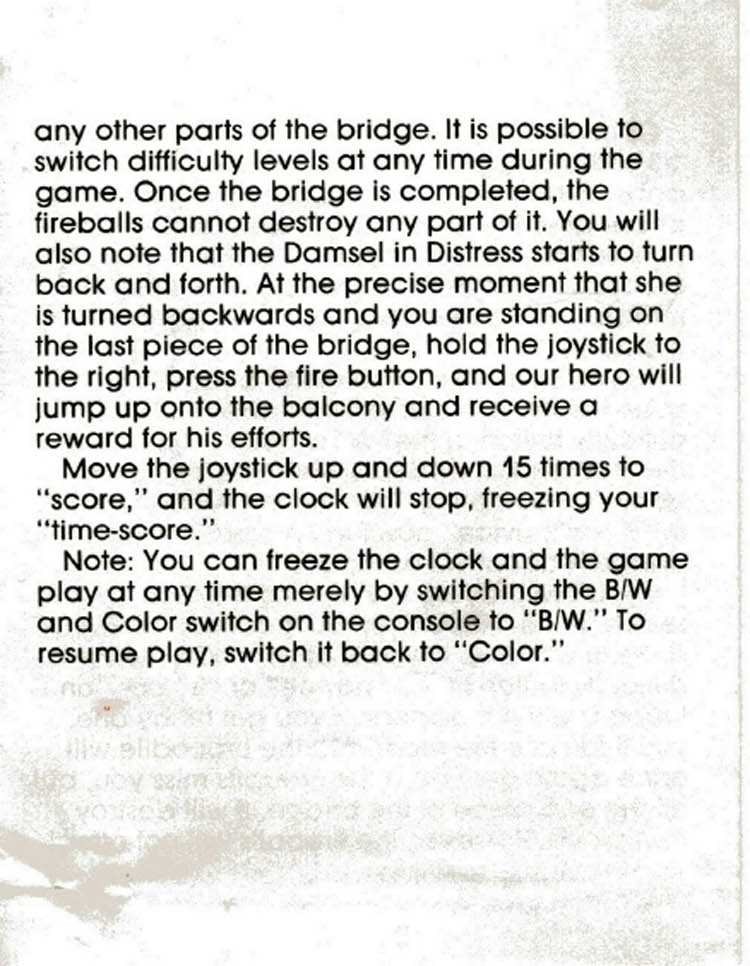 any other parts of the bridge. It is possible to
switch difficulty levels at any time during the
game. Once the bridge is completed, the
fireballs cannot destroy any part of it. You will
also note that the Damsel in Distress starts to turn
back and forth. At the precise moment that she
is turned backwards and you are standing on
the last piece of the bridge, hold the joystick to
the right, press the fire button, and our hero will
jump up onto the balcony and receive a
reward for his efforts.
Move the joystick up and down 15 times to
“score,” and the clock will stop, freezing your
“time-score.”
Note: You can freeze the clock and the game
play at any time merely by switching the B/W
and Color switch on the console to “B/W.” To
resume play, switch it back to “Color.”